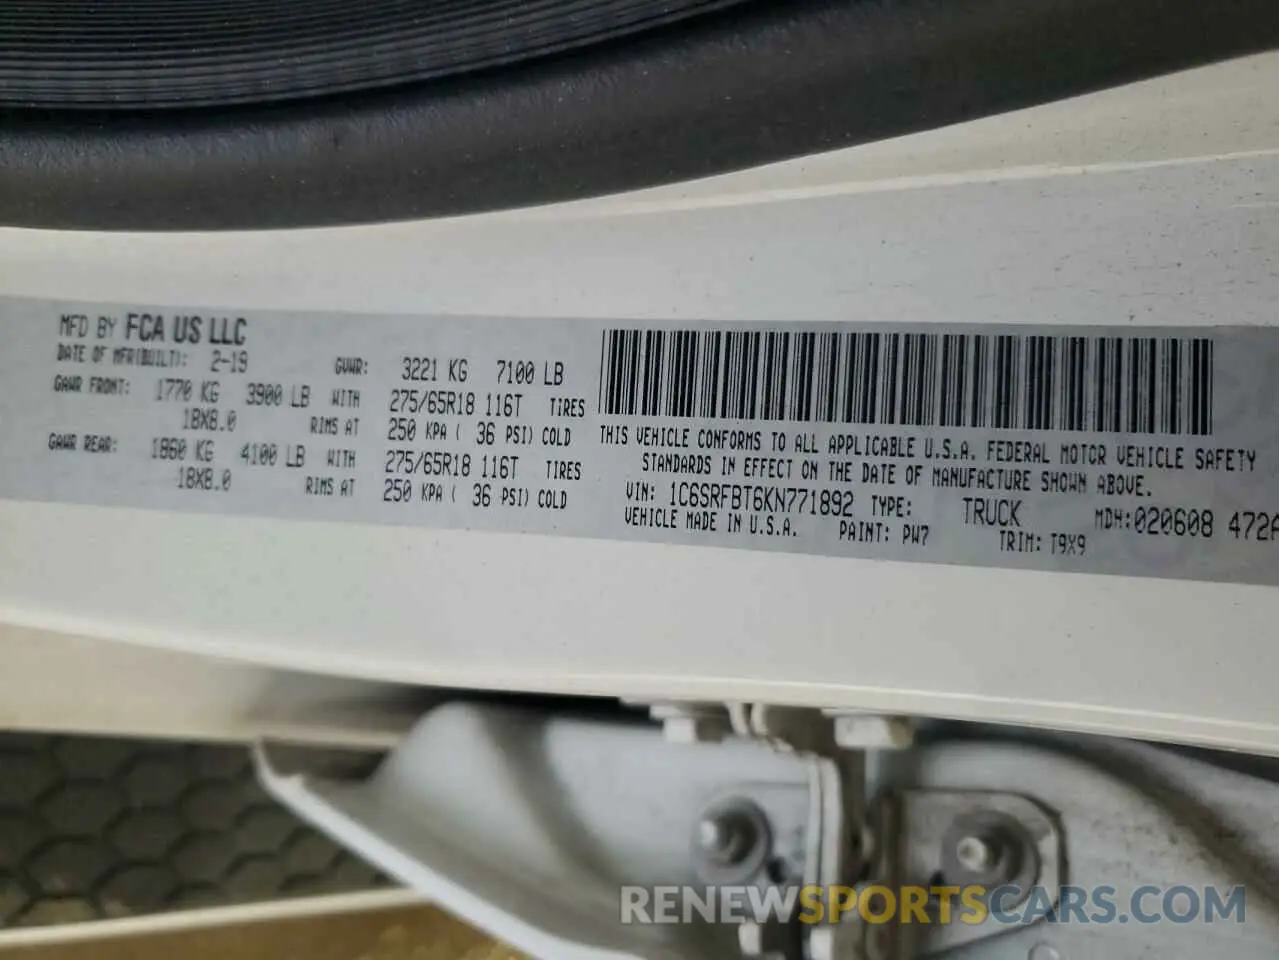 MFD BY FCA US LLC
DATE OF MFR(BUILT): 2-19 GVWR: 3221 KG 7100 LB
GAWR FRONT: 1770 KG 3900 LB WITH 275/65R18 116T TIRES
18X8.0 RIMS AT 250 KPA ( 36 PSI) COLD
GAWR REAR: 1860 KG 4100 LB WITH 275/65R18 116T TIRES
18X8.0 RIMS AT 250 KPA ( 36 PSI) COLD
THIS VEHICLE CONFORMS TO ALL APPLICABLE U.S.A. FEDERAL MOTOR VEHICLE SAFETY
STANDARDS IN EFFECT ON THE DATE OF MANUFACTURE SHOWN ABOVE.
VIN: 1C6SRFBT6KN771892 TYPE: TRUCK MDH:020608 472A
VEHICLE MADE IN U.S.A. PAINT: PW7 TRIM: T9X9
RENEWSPORTSCARS.COM